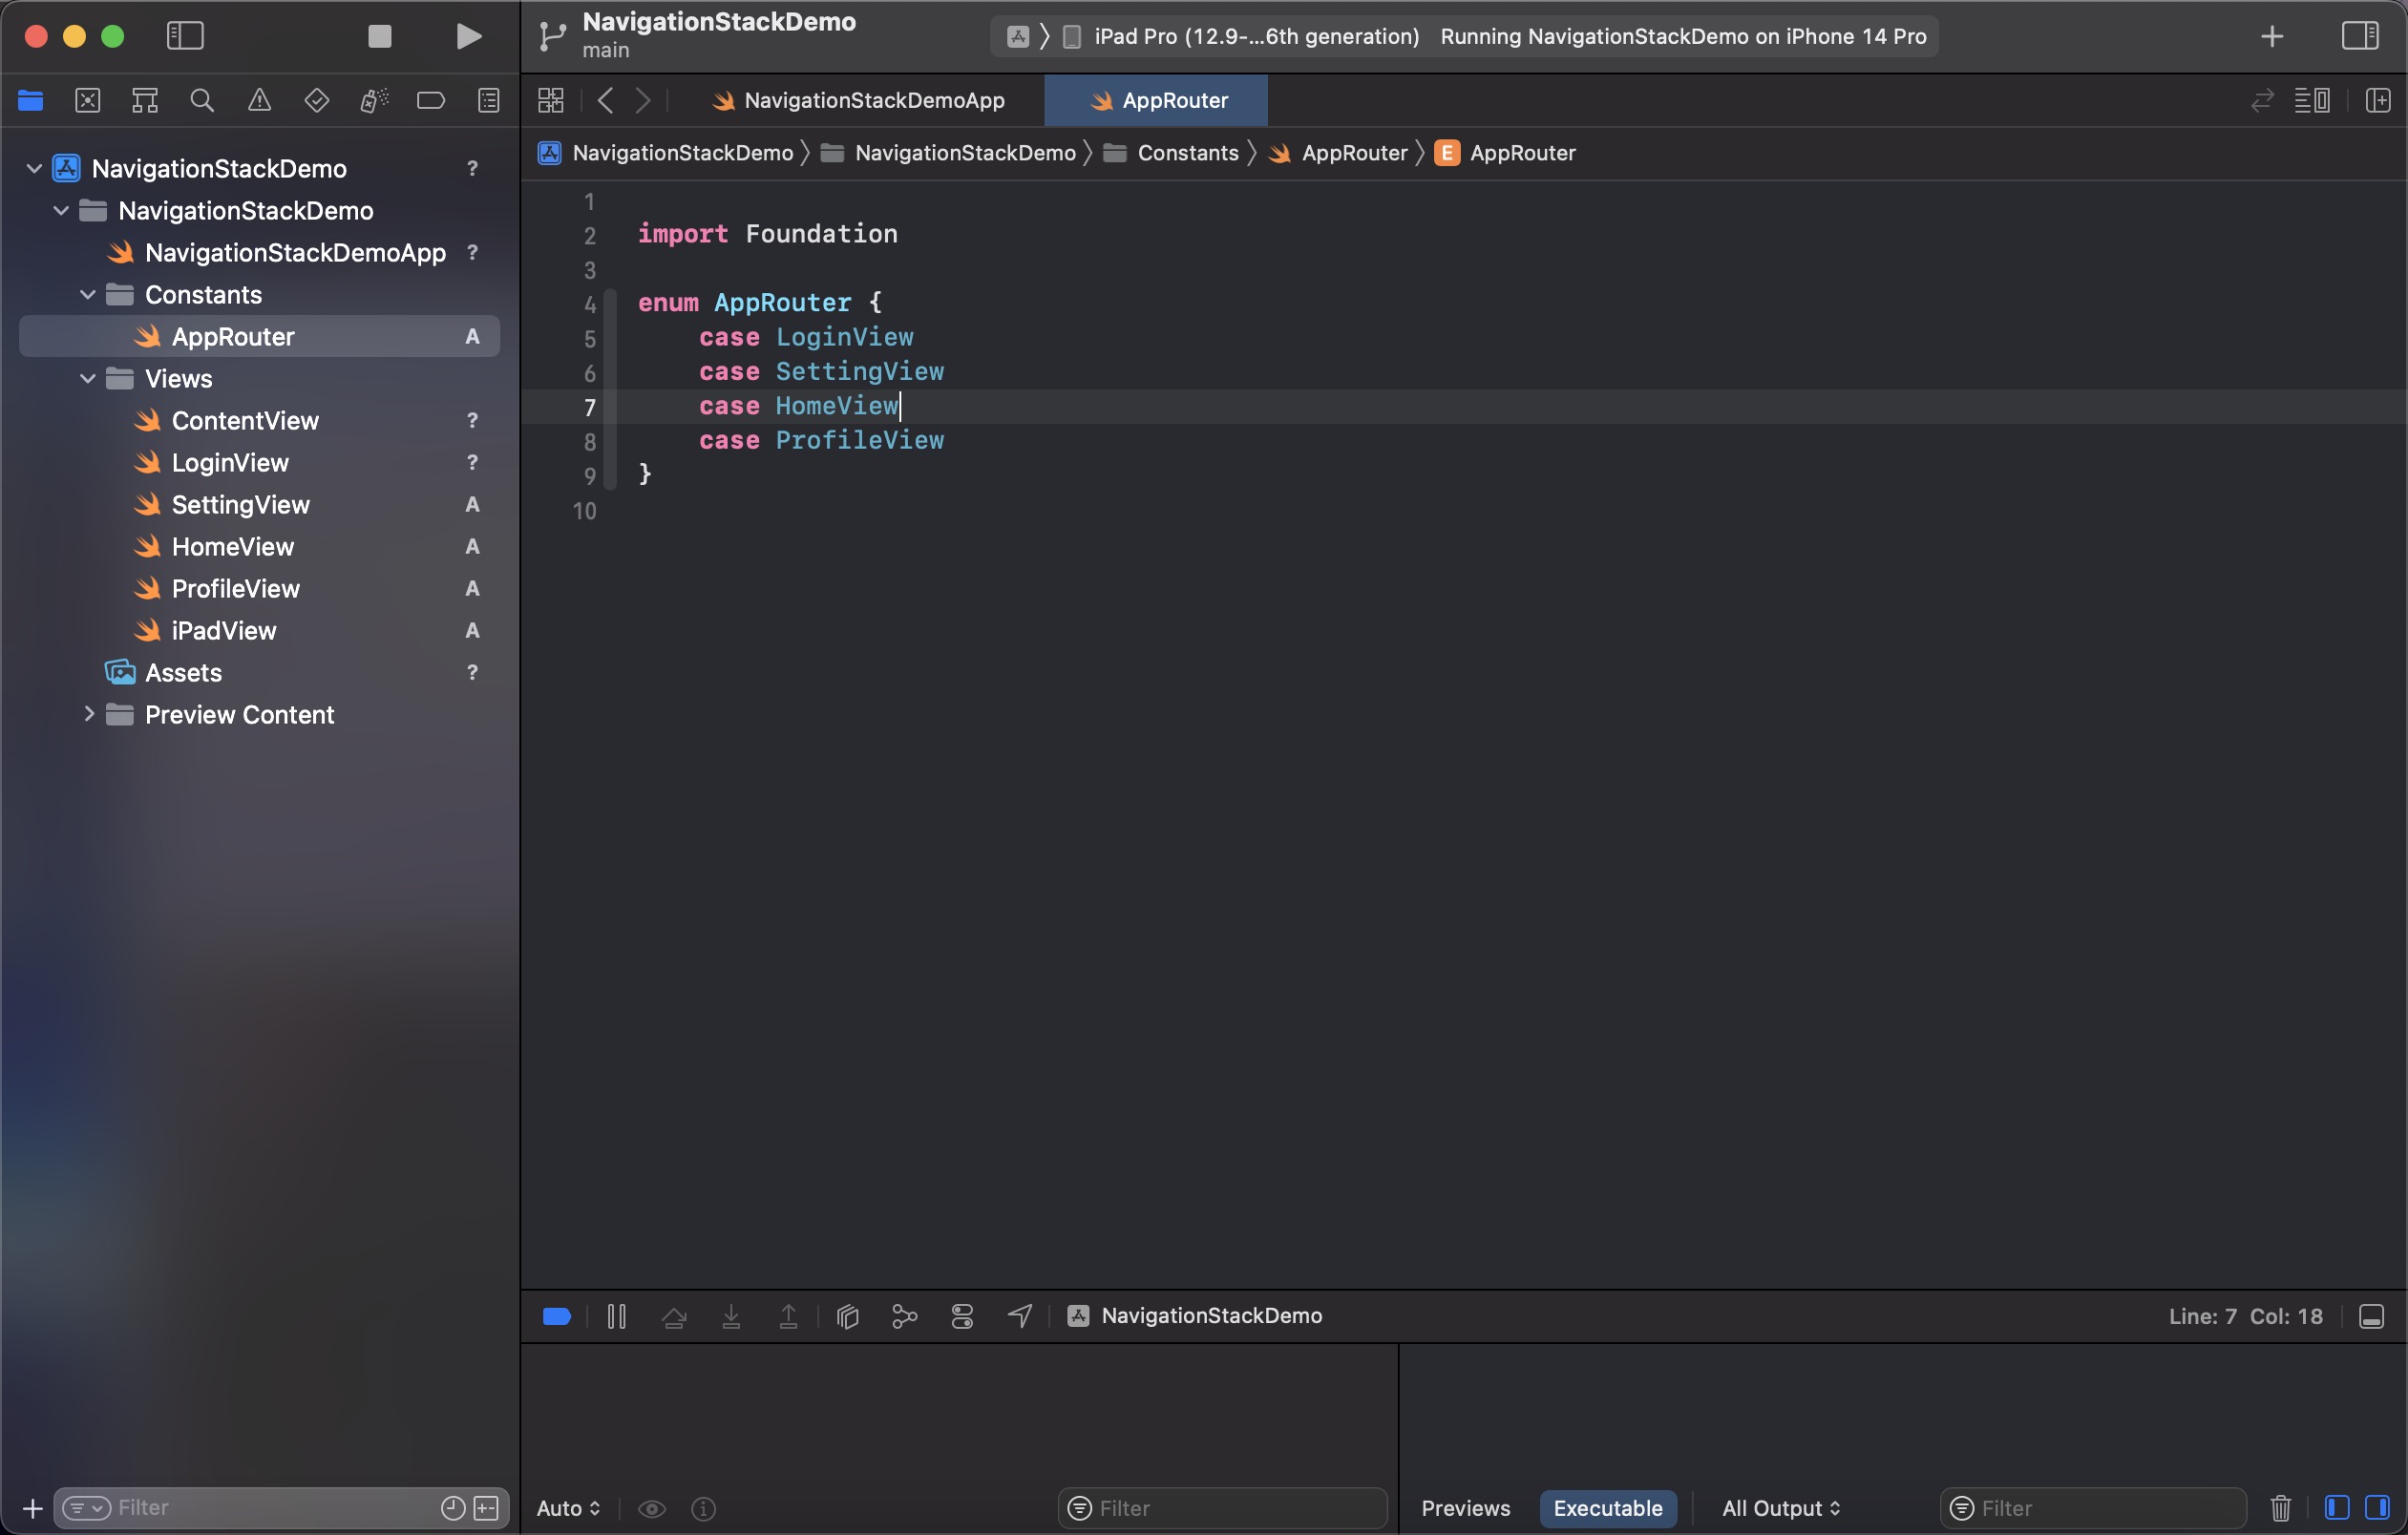 NavigationStackDemo
main
iPad Pro (12.9-...6th generation) Running NavigationStackDemo on iPhone 14 Pro
NavigationStackDemoApp
AppRouter
NavigationStackDemo NavigationStackDemo Constants AppRouter E AppRouter
NavigationStackDemo ?
NavigationStackDemo
NavigationStackDemoApp ?
Constants
AppRouter A
Views
ContentView ?
LoginView ?
SettingView A
HomeView A
ProfileView A
iPadView A
Assets ?
Preview Content
1
2 import Foundation
3
4 enum AppRouter {
5 case LoginView
6 case SettingView
7 case HomeView
8 case ProfileView
9 }
10
NavigationStackDemo
Line: 7 Col: 18
Filter
Auto
Filter
Previews Executable All Output
Filter